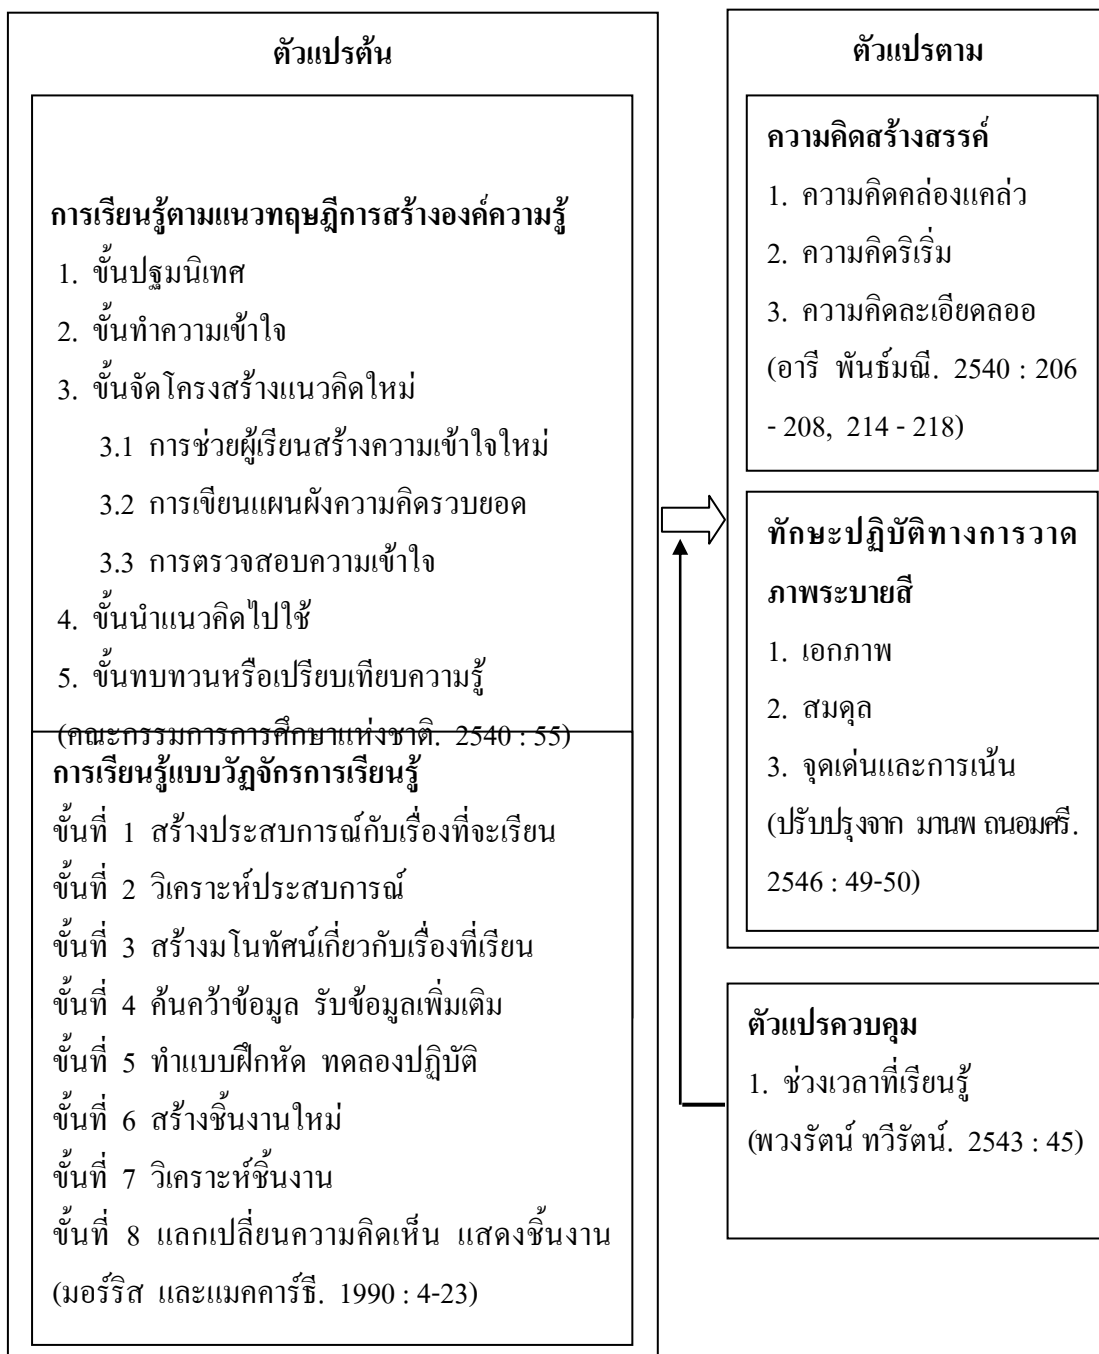 ตัวแปรต้น
การเรียนรู้ตามแนวทฤษฎีการสร้างองค์ความรู้
1. ขั้นปฐมนิเทศ
2. ขั้นทำความเข้าใจ
3. ขั้นจัดโครงสร้างแนวคิดใหม่
3.1 การช่วยผู้เรียนสร้างความเข้าใจใหม่
3.2 การเขียนแผนผังความคิดรวบยอด
3.3 การตรวจสอบความเข้าใจ
4. ขั้นนำแนวคิดไปใช้
5. ขั้นทบทวนหรือเปรียบเทียบความรู้
(คณะกรรมการการศึกษาแห่งชาติ. 2540 : 55)
การเรียนรู้แบบวัฏจักรการเรียนรู้
ขั้นที่ 1 สร้างประสบการณ์กับเรื่องที่จะเรียน
ขั้นที่ 2 วิเคราะห์ประสบการณ์
ขั้นที่ 3 สร้างมโนทัศน์เกี่ยวกับเรื่องที่เรียน
ขั้นที่ 4 ค้นคว้าข้อมูล รับข้อมูลเพิ่มเติม
ขั้นที่ 5 ทำแบบฝึกหัด ทดลองปฏิบัติ
ขั้นที่ 6 สร้างชิ้นงานใหม่
ขั้นที่ 7 วิเคราะห์ชิ้นงาน
ขั้นที่ 8 แลกเปลี่ยนความคิดเห็น แสดงชิ้นงาน
(มอร์ริส และแมคคาร์ธี. 1990 : 4-23)
ตัวแปรตาม
ความคิดสร้างสรรค์
1. ความคิดคล่องแคล่ว
2. ความคิดริเริ่ม
3. ความคิดละเอียดลออ
(อารี พันธ์มณี. 2540 : 206
- 208, 214 - 218)
ทักษะปฏิบัติทางการวาด
ภาพระบายสี
1. เอกภาพ
2. สมดุล
3. จุดเด่นและการเน้น
(ปรับปรุงจาก มานพ ถนอมศรี.
2546 : 49-50)
ตัวแปรควบคุม
1. ช่วงเวลาที่เรียนรู้
(พวงรัตน์ ทวีรัตน์. 2543 : 45)